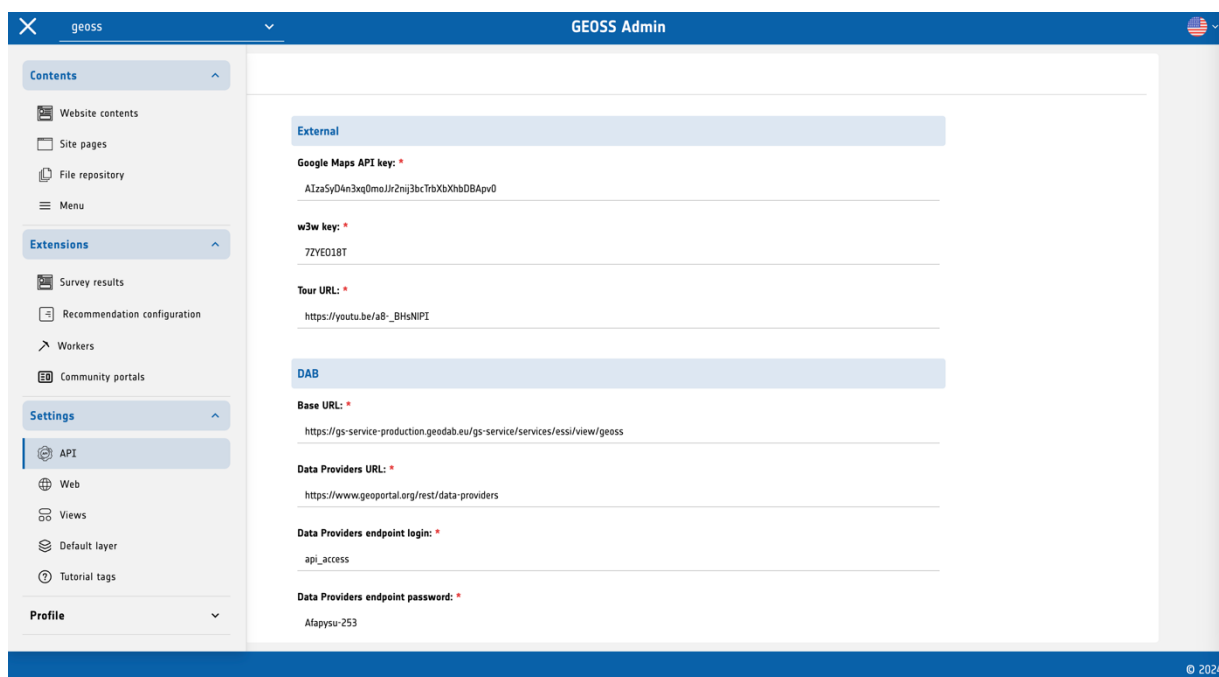 geoss
GEOSS Admin
Contents
Website contents
Site pages
File repository
Menu
Extensions
Survey results
Recommendation configuration
Workers
Community portals
Settings
API
Web
Views
Default layer
Tutorial tags
Profile
External
Google Maps API key: *
AIzaSyD4n3xq0moJJr2nij3bcTrbXbXhbDBApv0
w3w key: *
7ZYEO18T
Tour URL: *
https://youtu.be/a8-_BHsNlPI
DAB
Base URL: *
https://gs-service-production.geodab.eu/gs-service/services/essi/view/geoss
Data Providers URL: *
https://www.geoportal.org/rest/data-providers
Data Providers endpoint login: *
api_access
Data Providers endpoint password: *
Afapysu-253
© 2024